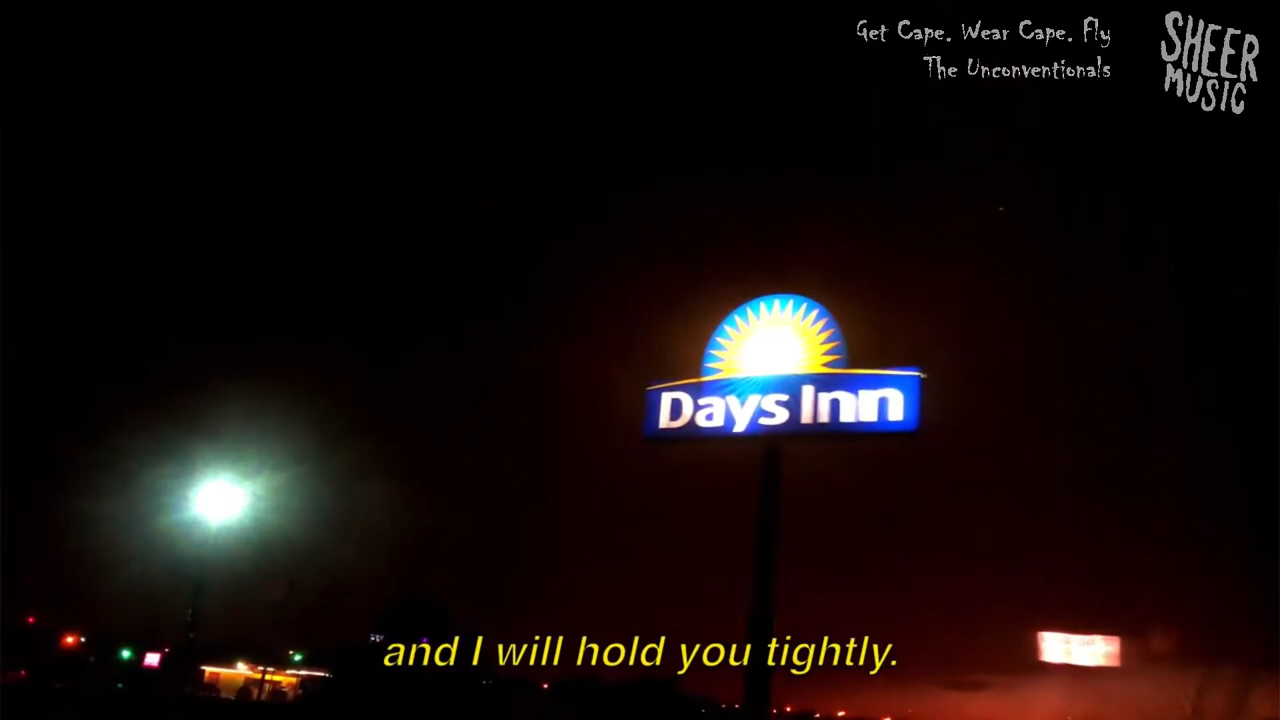 Get Cape. Wear Cape. Fly
The Unconventionals
SHEER
MUSIC
Days Inn
and I will hold you tightly.